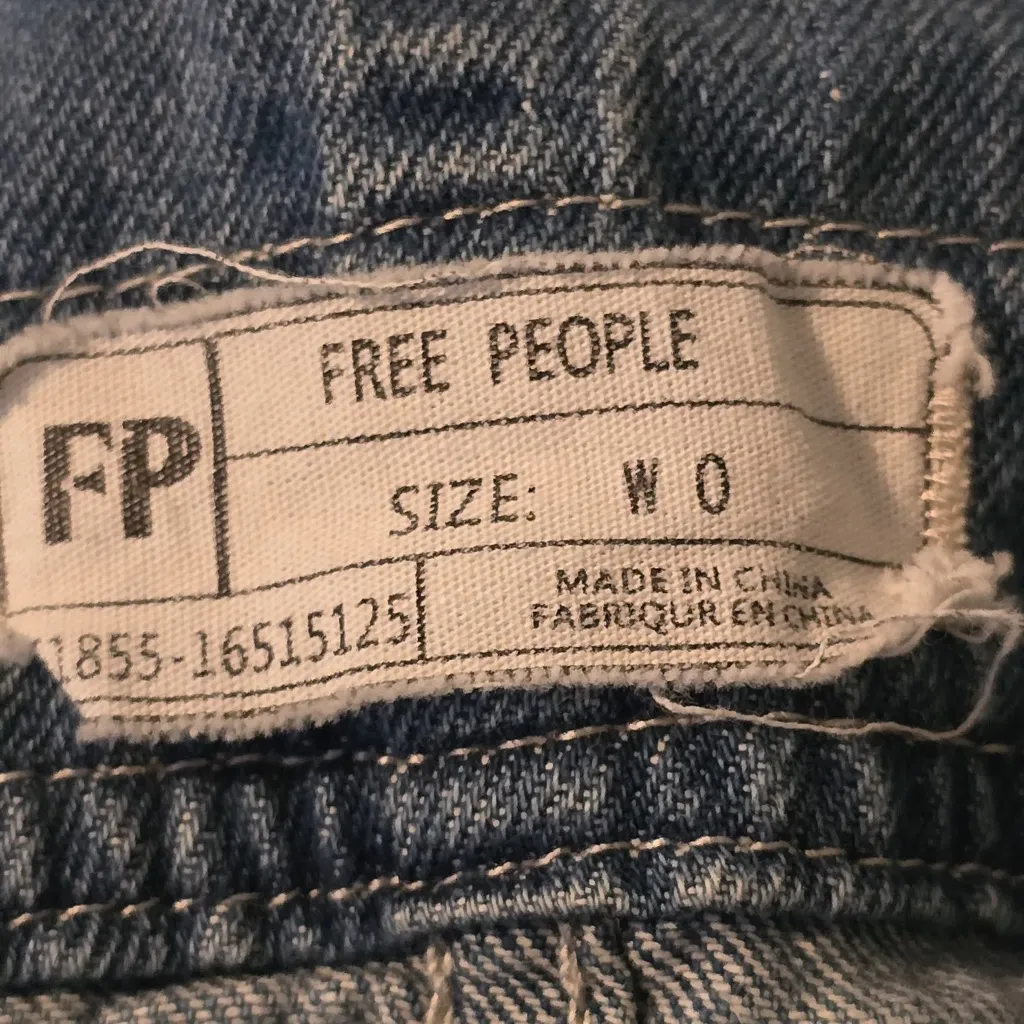 FREE PEOPLE
FP
SIZE: W 0
1855-16515125
MADE IN CHINA
FABRIQUR EN CHINA